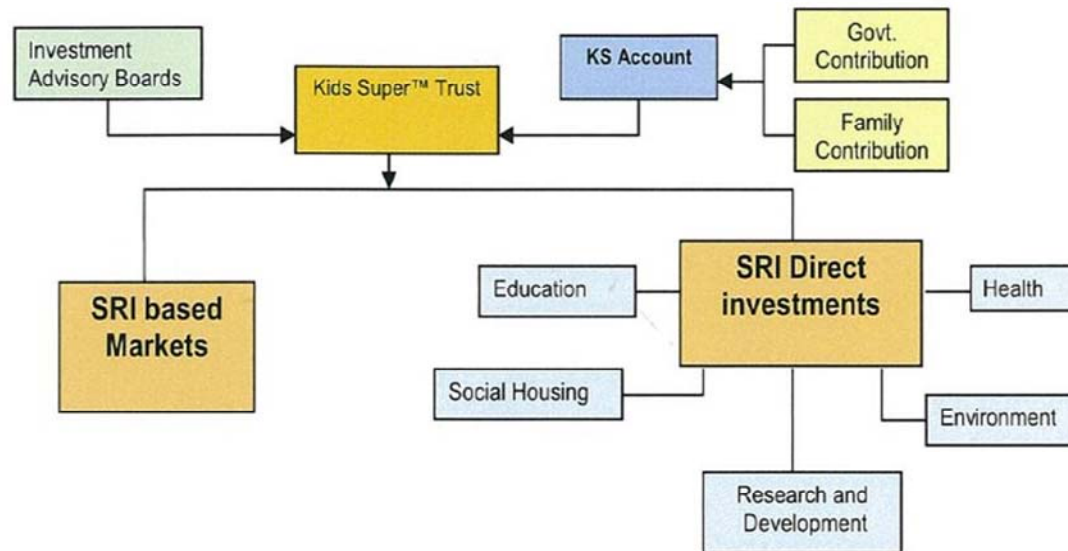 Investment
Advisory Boards
Kids Super™ Trust
KS Account
Govt.
Contribution
Family
Contribution
SRI based
Markets
SRI Direct
investments
Education
Health
Social Housing
Environment
Research and
Development